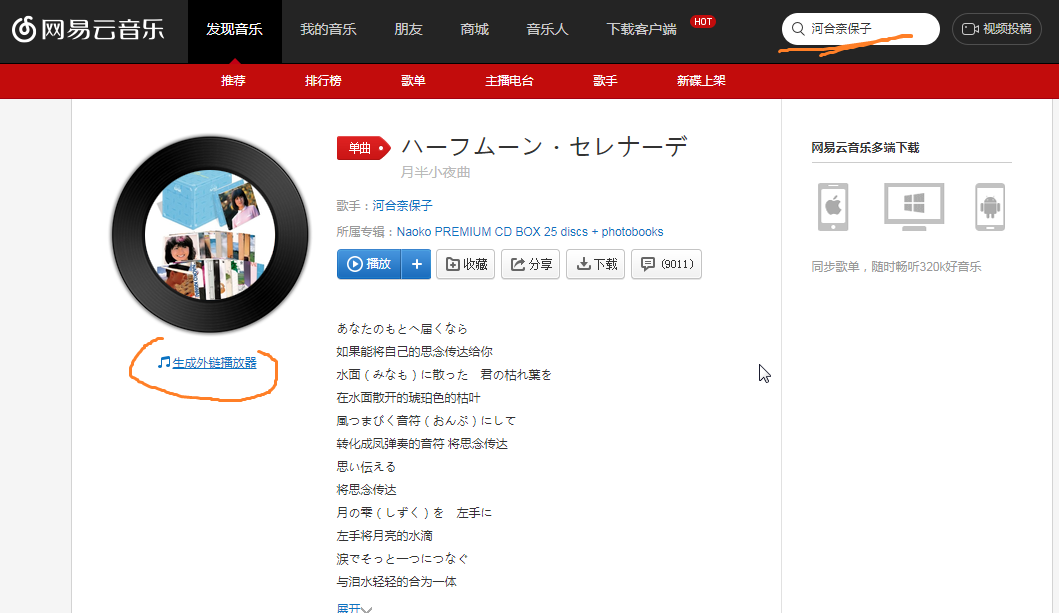 网易云音乐 发现音乐 我的音乐 朋友 商城 音乐人 下载客户端 HOT 河合奈保子 视频投稿
推荐 排行榜 歌单 主播电台 歌手 新碟上架
单曲 ハーフムーン・セレナーデ
月半小夜曲
歌手：河合奈保子
所属专辑：Naoko PREMIUM CD BOX 25 discs + photobooks
播放 + 收藏 分享 下载 (9011)
生成外链播放器
あなたのもとへ届くなら
如果能将自己的思念传达给你
水面（みなも）に散った　君の枯れ葉を
在水面散开的琥珀色的枯叶
風つまびく音符（おんぷ）にして
转化成凤弹奏的音符 将思念传达
思い伝える
将思念传达
月の雫（しずく）を　左手に
左手将月亮的水滴
涙でそっと一つにつなぐ
与泪水轻轻的合为一体
展开
网易云音乐多端下载
同步歌单，随时畅听320k好音乐